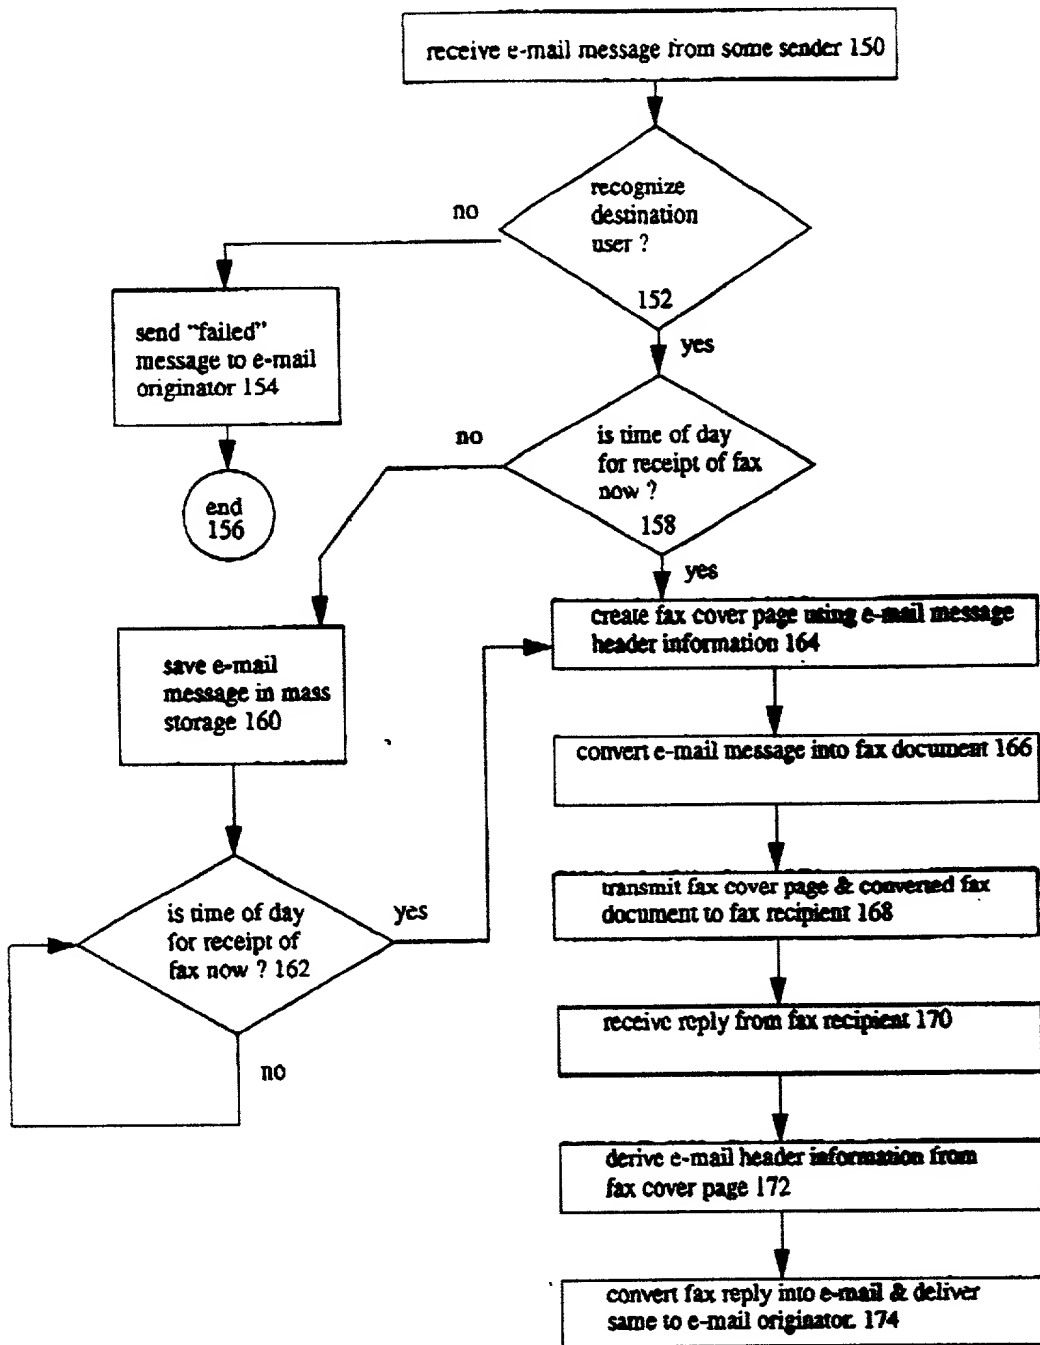 receive e-mail message from some sender 150
recognize
destination
user ?
152
no
yes
send "failed"
message to e-mail
originator 154
end
156
is time of day
for receipt of fax
now ?
158
no
yes
save e-mail
message in mass
storage 160
is time of day
for receipt of
fax now ? 162
yes
no
create fax cover page using e-mail message
header information 164
convert e-mail message into fax document 166
transmit fax cover page & converted fax
document to fax recipient 168
receive reply from fax recipient 170
derive e-mail header information from
fax cover page 172
convert fax reply into e-mail & deliver
same to e-mail originator. 174